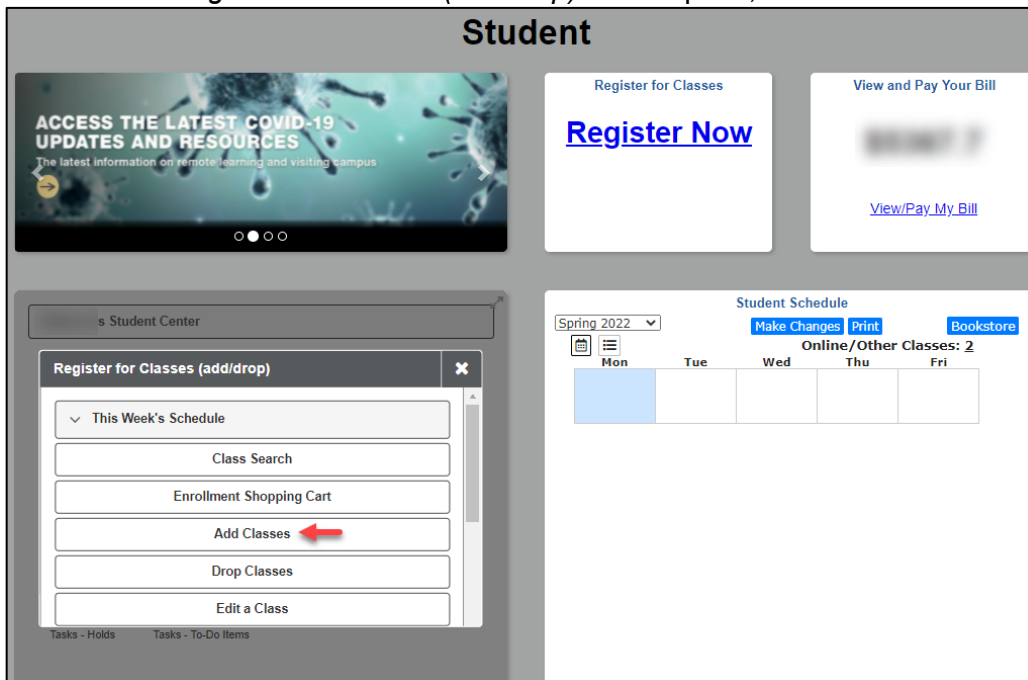 Student
ACCESS THE LATEST COVID-19
UPDATES AND RESOURCES
The latest information on remote learning and visiting campus
Register for Classes
Register Now
View and Pay Your Bill
View/Pay My Bill
s Student Center
Register for Classes (add/drop)
This Week's Schedule
Class Search
Enrollment Shopping Cart
Add Classes
Drop Classes
Edit a Class
Tasks - Holds Tasks - To-Do Items
Student Schedule
Spring 2022 Make Changes Print Bookstore
Online/Other Classes: 2
Mon Tue Wed Thu Fri